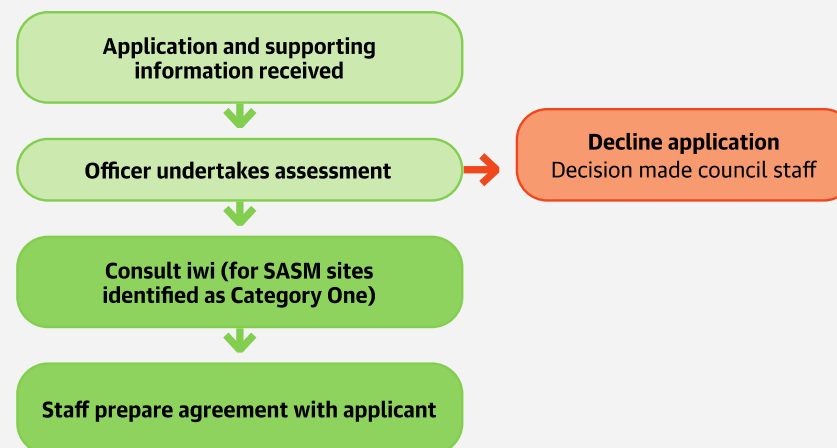 Application and supporting
information received
Officer undertakes assessment
Decline application
Decision made council staff
Consult iwi (for SASM sites
identified as Category One)
Staff prepare agreement with applicant